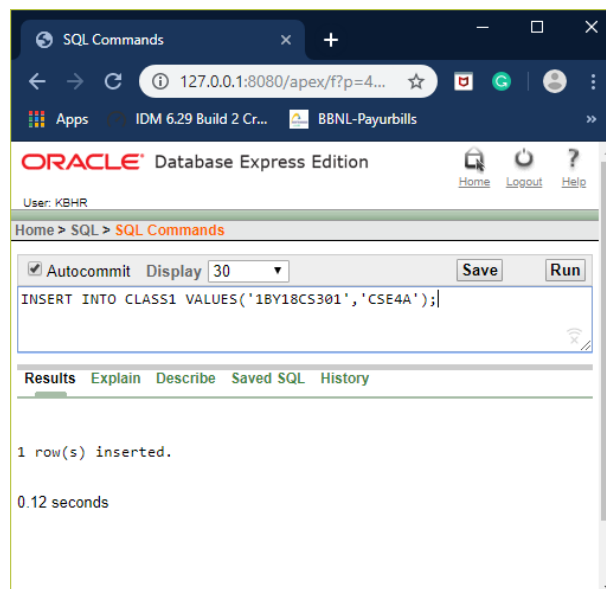 SQL Commands
127.0.0.1:8080/apex/f?p=4...
Apps IDM 6.29 Build 2 Cr... BBNL-Payurbills »
ORACLE Database Express Edition
Home Logout Help
User: KBHR
Home > SQL > SQL Commands
Autocommit Display 30 Save Run
INSERT INTO CLASS1 VALUES('1BY18CS301','CSE4A');
Results Explain Describe Saved SQL History
1 row(s) inserted.
0.12 seconds